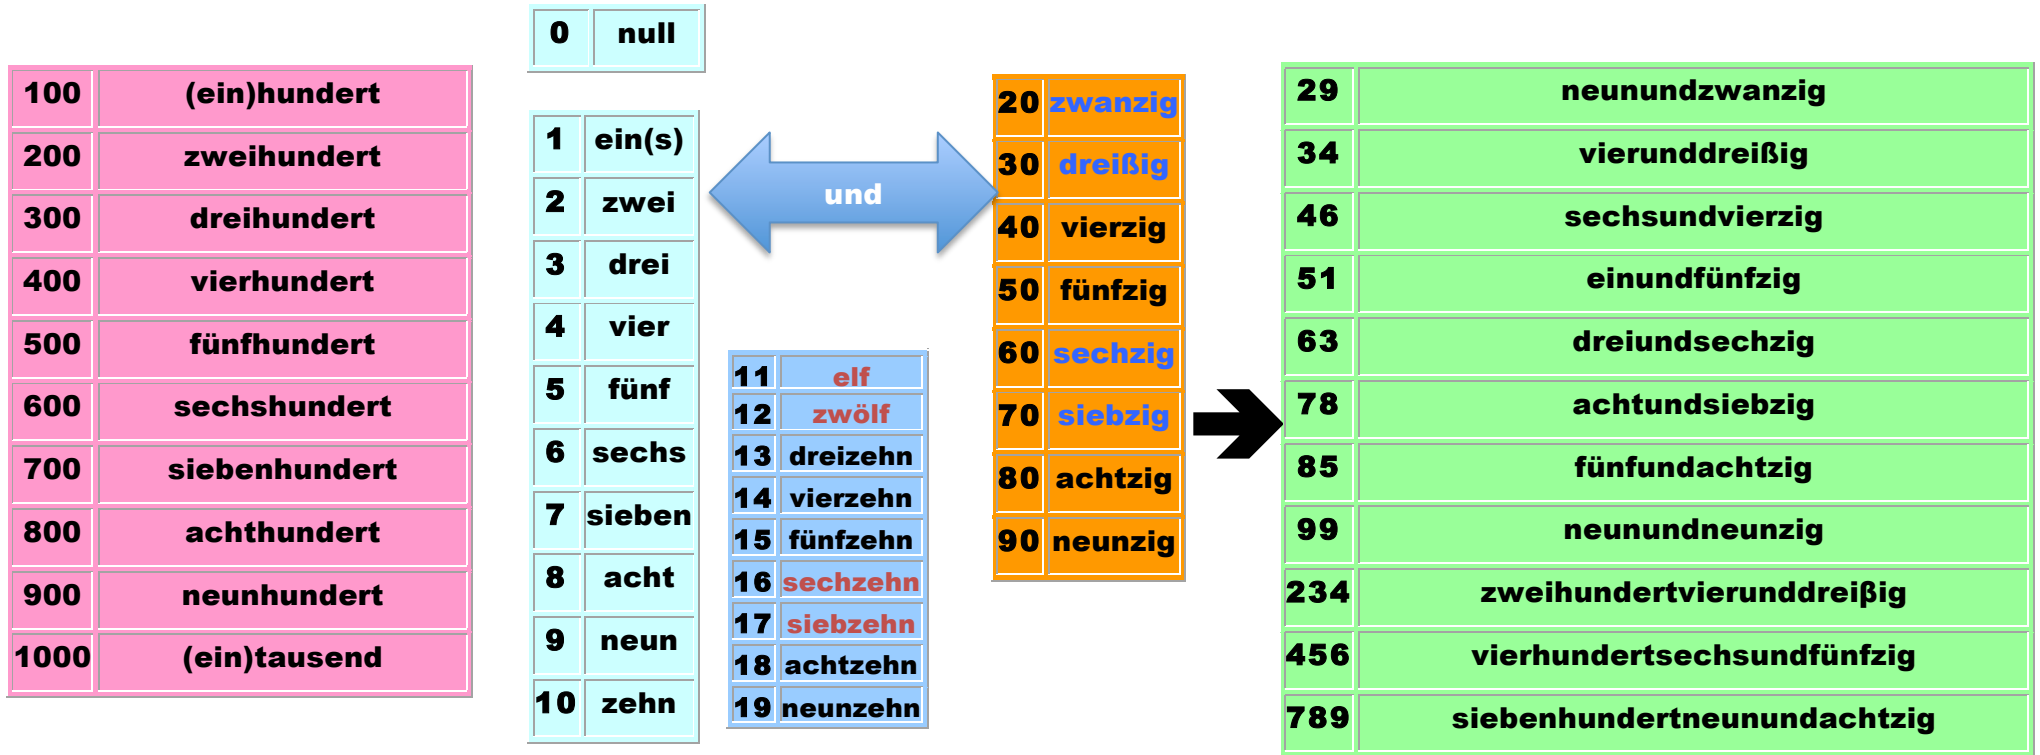 0 null
100 (ein)hundert
200 zweihundert
300 dreihundert
400 vierhundert
500 fünfhundert
600 sechshundert
700 siebenhundert
800 achthundert
900 neunhundert
1000 (ein)tausend
1 ein(s)
2 zwei
3 drei
4 vier
5 fünf
6 sechs
7 sieben
8 acht
9 neun
10 zehn
und
11 elf
12 zwölf
13 dreizehn
14 vierzehn
15 fünfzehn
16 sechzehn
17 siebzehn
18 achtzehn
19 neunzehn
20 zwanzig
30 dreißig
40 vierzig
50 fünfzig
60 sechzig
70 siebzig
80 achtzig
90 neunzig
29 neunundzwanzig
34 vierunddreißig
46 sechsundvierzig
51 einundfünfzig
63 dreiundsechzig
78 achtundsiebzig
85 fünfundachtzig
99 neunundneunzig
234 zweihundertvierunddreiβig
456 vierhundertsechsundfünfzig
789 siebenhundertneunundachtzig